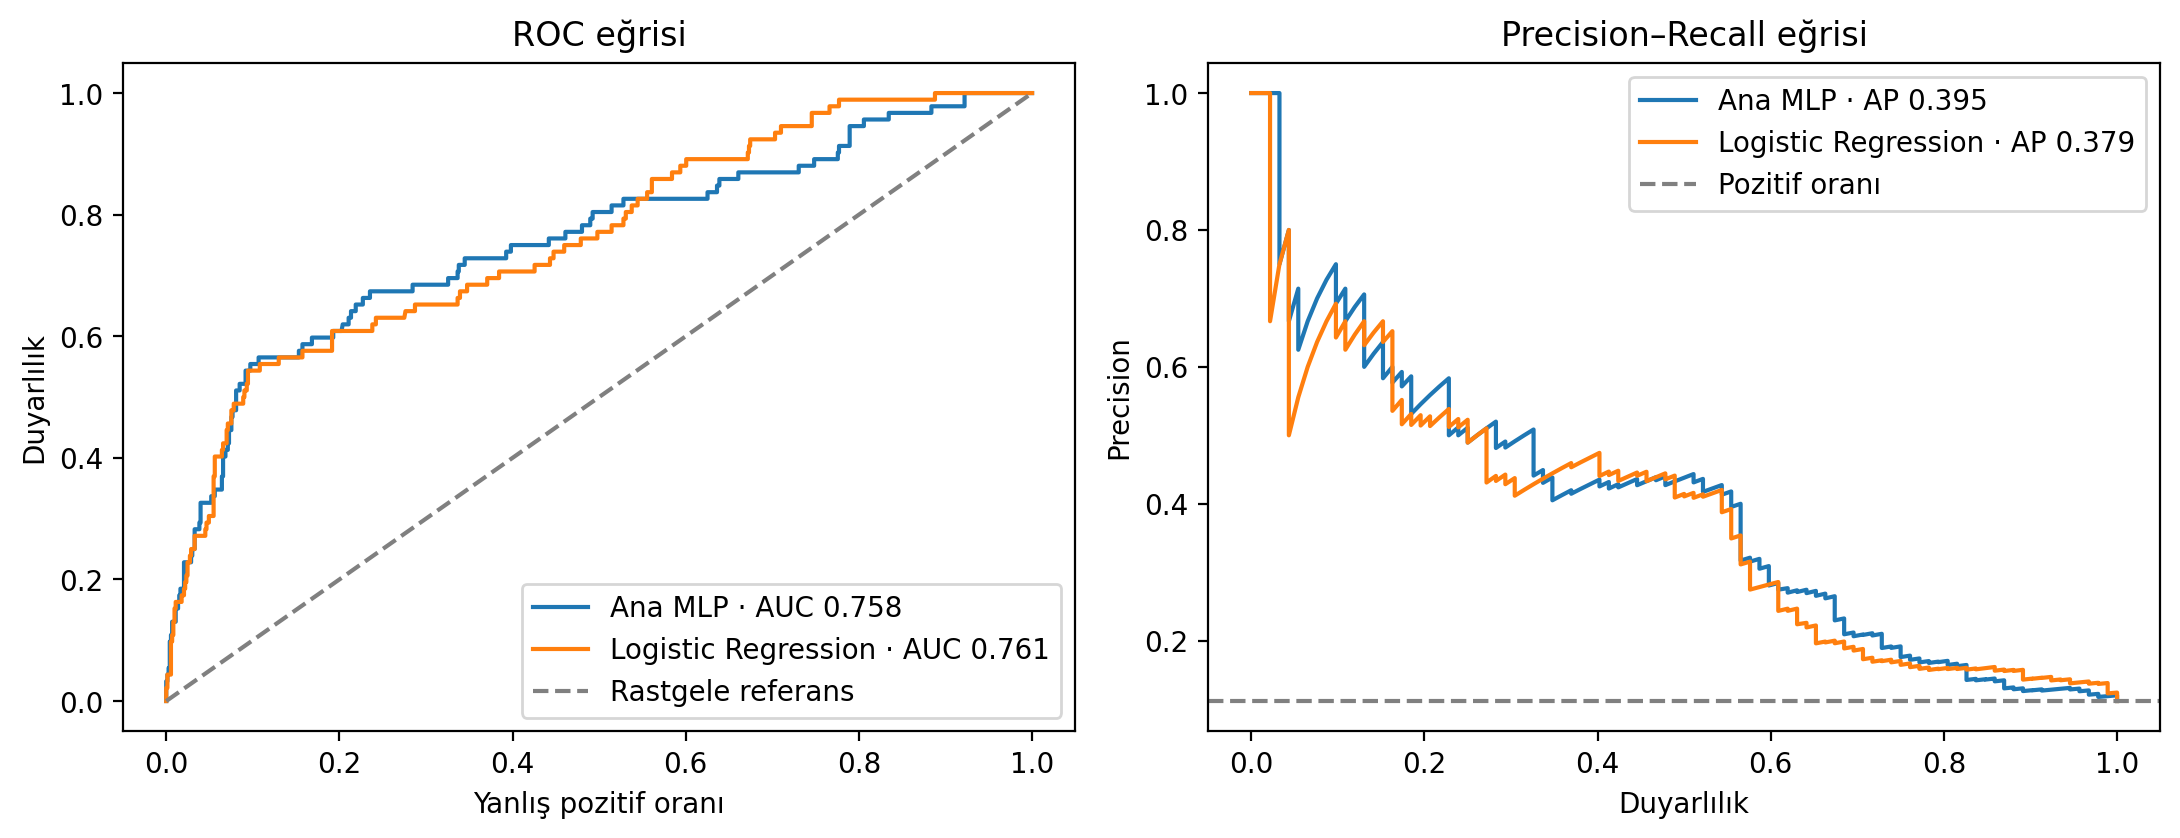 ROC eğrisi
1.0
0.8
0.6
0.4
0.2
0.0
Duyarlılık
Ana MLP · AUC 0.758
Logistic Regression · AUC 0.761
Rastgele referans
0.0 0.2 0.4 0.6 0.8 1.0
Yanlış pozitif oranı
Precision–Recall eğrisi
1.0
0.8
0.6
0.4
0.2
Precision
Ana MLP · AP 0.395
Logistic Regression · AP 0.379
Pozitif oranı
0.0 0.2 0.4 0.6 0.8 1.0
Duyarlılık